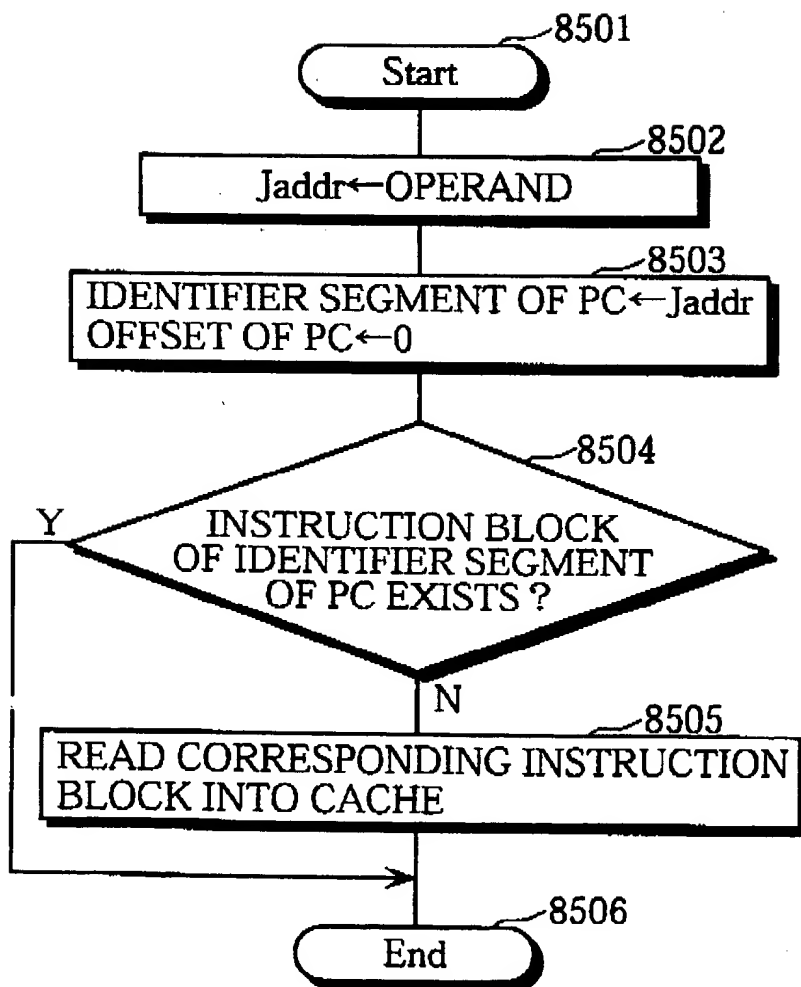 8501
Start
8502
Jaddr←OPERAND
8503
IDENTIFIER SEGMENT OF PC←Jaddr
OFFSET OF PC←0
8504
Y
INSTRUCTION BLOCK
OF IDENTIFIER SEGMENT
OF PC EXISTS ?
N
8505
READ CORRESPONDING INSTRUCTION
BLOCK INTO CACHE
8506
End